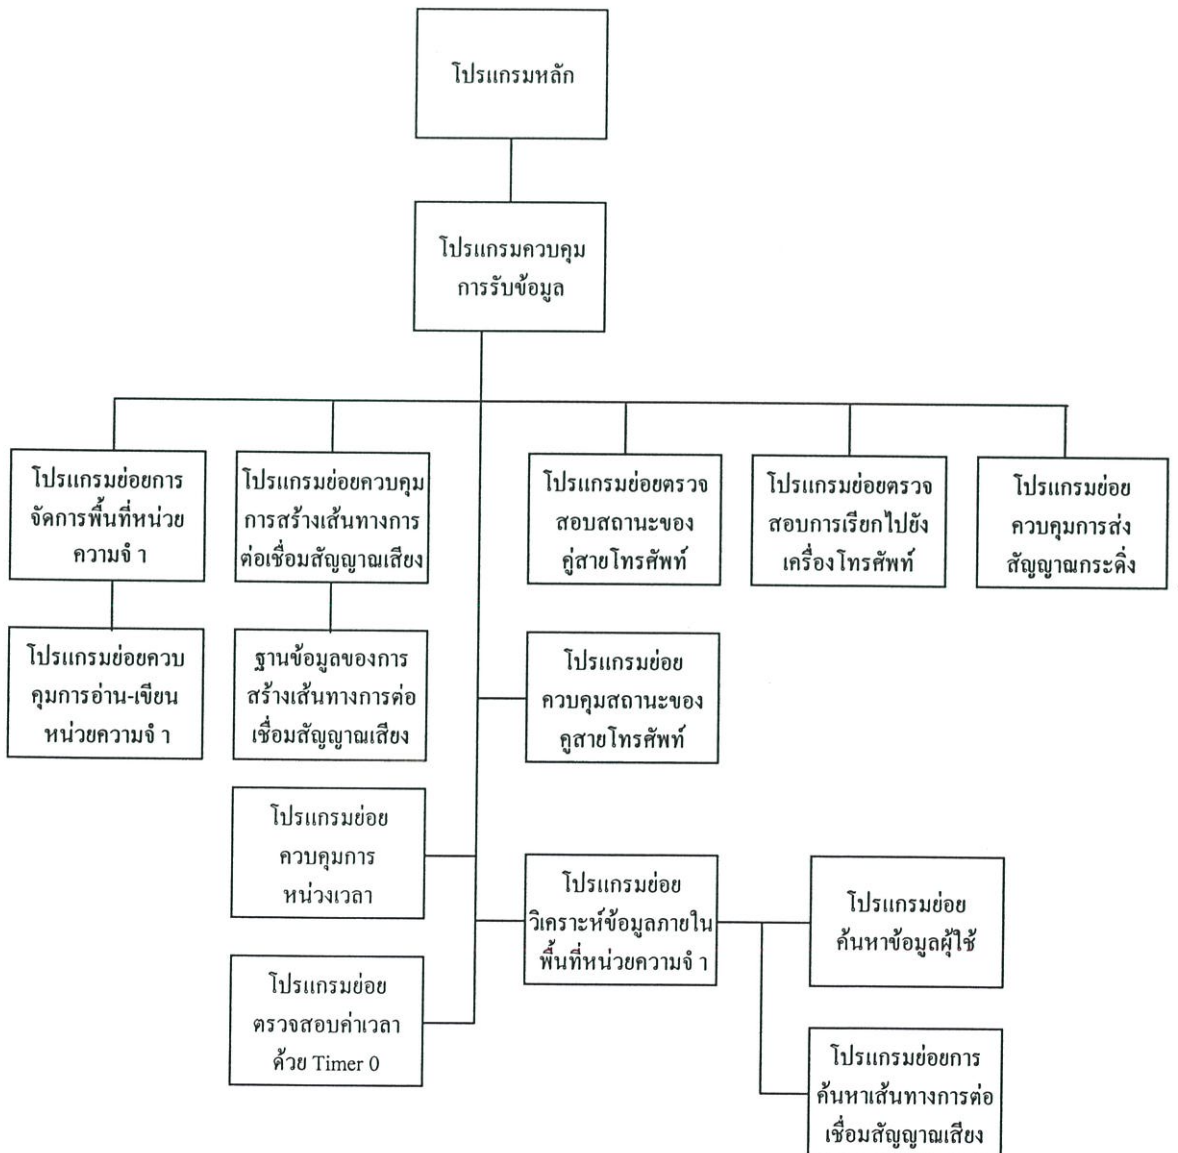 โปรแกรมหลัก
โปรแกรมควบคุม
การรับข้อมูล
โปรแกรมย่อยการ
จัดการพื้นที่หน่วย
ความจำ
โปรแกรมย่อยควบคุม
การสร้างเส้นทางการ
ต่อเชื่อมสัญญาณเสียง
โปรแกรมย่อยตรวจ
สอบสถานะของ
คู่สายโทรศัพท์
โปรแกรมย่อยตรวจ
สอบการเรียกไปยัง
เครื่องโทรศัพท์
โปรแกรมย่อย
ควบคุมการส่ง
สัญญาณกระดิ่ง
โปรแกรมย่อยควบ
คุมการอ่าน-เขียน
หน่วยความจำ
ฐานข้อมูลของการ
สร้างเส้นทางการต่อ
เชื่อมสัญญาณเสียง
โปรแกรมย่อย
ควบคุมสถานะของ
คูสายโทรศัพท์
โปรแกรมย่อย
ควบคุมการ
หน่วงเวลา
โปรแกรมย่อย
วิเคราะห์ข้อมูลภายใน
พื้นที่หน่วยความจำ
โปรแกรมย่อย
ค้นหาข้อมูลผู้ใช้
โปรแกรมย่อย
ตรวจสอบค่าเวลา
ด้วย Timer 0
โปรแกรมย่อยการ
ค้นหาเส้นทางการต่อ
เชื่อมสัญญาณเสียง